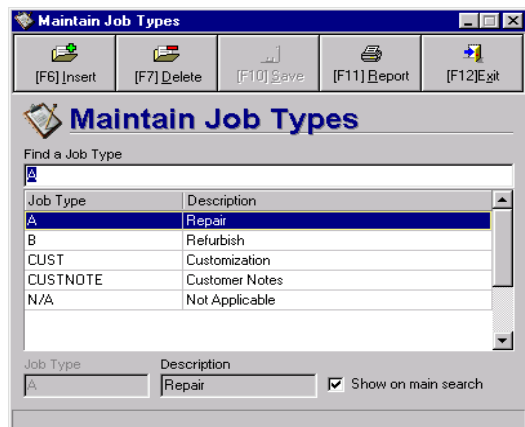 Maintain Job Types
[F6] Insert [F7] Delete [F10] Save [F11] Report [F12]Exit
Maintain Job Types
Find a Job Type
A
Job Type Description
A Repair
B Refurbish
CUST Customization
CUSTNOTE Customer Notes
N/A Not Applicable
Job Type Description
A Repair Show on main search